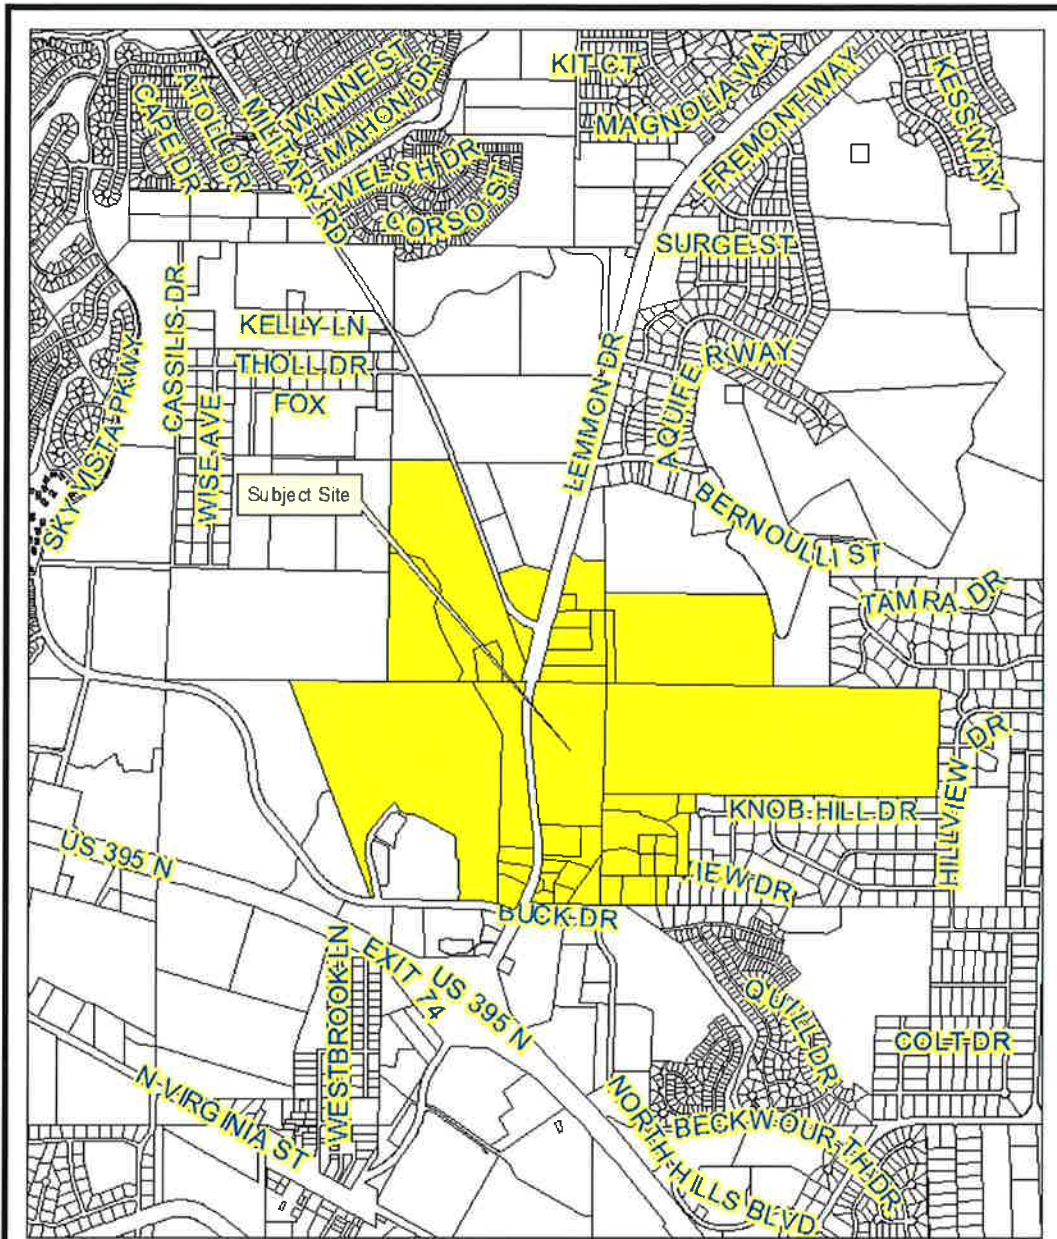 WYNNE ST
KIT CT
MAHON DR
ATOLL DR
CAPE DR
MILITARY RD
MAGNOLIA WAY
FREMONT WAY
KESS WAY
WELSH DR
CORSO ST
SURGE ST
CASSILIS DR
KELLY LN
THOLL DR
FOX
WISE AVE
SKY VISTA PKWY
LEMMON DR
AQUIFER WAY
Subject Site
BERNOULLI ST
TAMRA DR
HILLVIEW DR
KNOB HILL DR
IEW DR
US 395 N
BUCK DR
EXIT 74
US 395 N
WESTBROOK LN
QUILL DR
COLT DR
N VIRGINIA ST
NORTH HILLS BLVD
BECKWOURTH DR